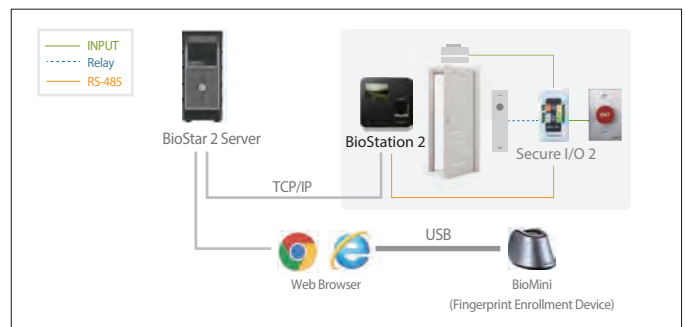 INPUT
Relay
RS-485
BioStar 2 Server
BioStation 2
Secure I/O 2
EXIT
TCP/IP
USB
Web Browser
BioMini
(Fingerprint Enrollment Device)